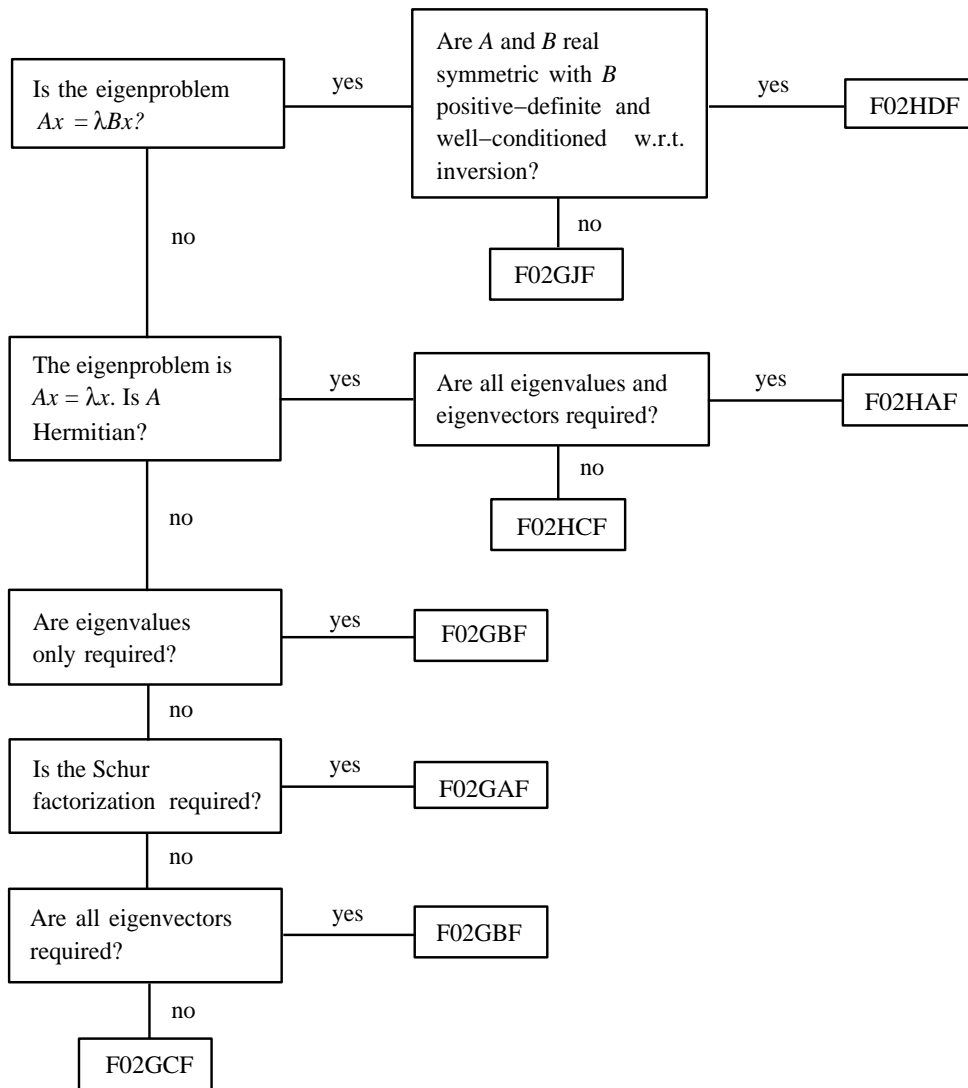 Is the eigenproblem
Ax = λBx?
yes
Are A and B real
symmetric with B
positive−definite and
well−conditioned w.r.t.
inversion?
yes
F02HDF
no
F02GJF
no
The eigenproblem is
Ax = λx. Is A
Hermitian?
yes
Are all eigenvalues and
eigenvectors required?
yes
F02HAF
no
F02HCF
no
Are eigenvalues
only required?
yes
F02GBF
no
Is the Schur
factorization required?
yes
F02GAF
no
Are all eigenvectors
required?
yes
F02GBF
no
F02GCF